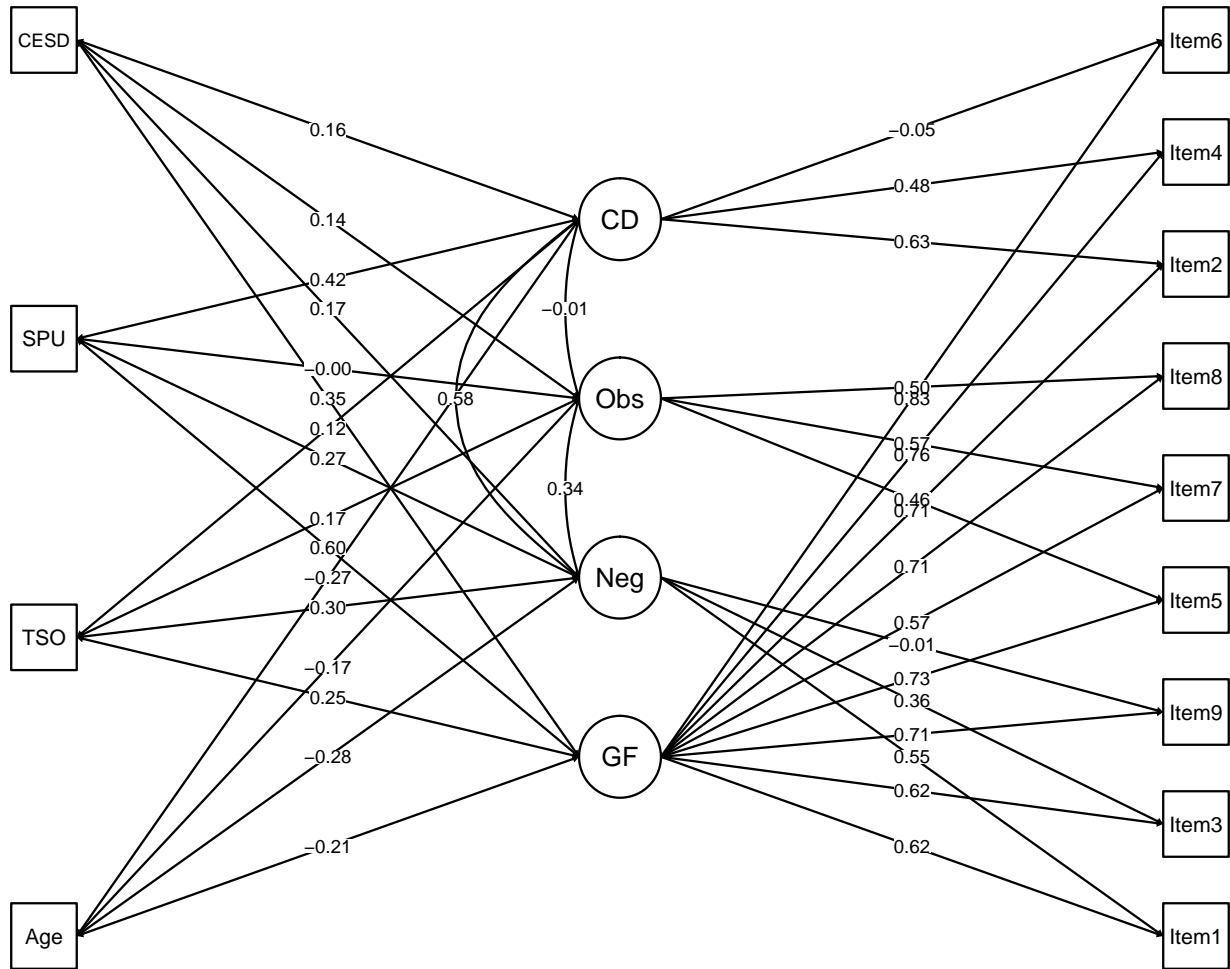 CESD
Item6
0.16
−0.05
Item4
0.48
CD
0.14
0.63
Item2
0.42
0.17
−0.01
SPU
−0.00
0.50
Item8
0.35
0.58
Obs
0.83
0.12
0.57
0.27
0.76
0.34
Item7
0.46
0.17
0.71
0.60
0.71
−0.27
Neg
0.30
Item5
TSO
0.57
−0.01
−0.17
0.73
0.25
0.36
Item9
0.71
−0.28
GF
0.55
0.62
Item3
−0.21
0.62
Age
Item1